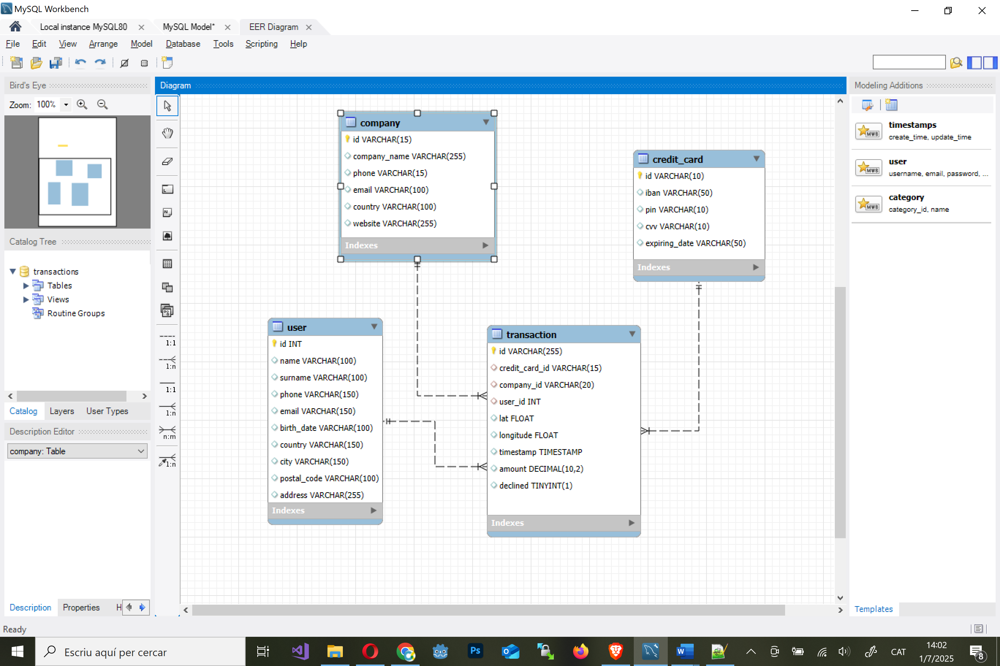 MySQL Workbench
Local instance MySQL80
MySQL Model*
EER Diagram
File Edit View Arrange Model Database Tools Scripting Help
Bird's Eye
Zoom: 100%
Catalog Tree
transactions
Tables
Views
Routine Groups
Catalog Layers User Types
Description Editor
company: Table
Description Properties H
Diagram
1:1
1:n
1:1
1:n
n:m
1:n
company
id VARCHAR(15)
company_name VARCHAR(255)
phone VARCHAR(15)
email VARCHAR(100)
country VARCHAR(100)
website VARCHAR(255)
Indexes
credit_card
id VARCHAR(10)
iban VARCHAR(50)
pin VARCHAR(10)
cvv VARCHAR(10)
expiring_date VARCHAR(50)
Indexes
user
id INT
name VARCHAR(100)
surname VARCHAR(100)
phone VARCHAR(150)
email VARCHAR(150)
birth_date VARCHAR(100)
country VARCHAR(150)
city VARCHAR(150)
postal_code VARCHAR(100)
address VARCHAR(255)
Indexes
transaction
id VARCHAR(255)
credit_card_id VARCHAR(15)
company_id VARCHAR(20)
user_id INT
lat FLOAT
longitude FLOAT
timestamp TIMESTAMP
amount DECIMAL(10,2)
declined TINYINT(1)
Indexes
Modeling Additions
MWB
timestamps
create_time, update_time
MWB
user
username, email, password, ...
MWB
category
category_id, name
Templates
Ready
Escriu aquí per cercar
Ps
CAT
14:02
1/7/2025
8